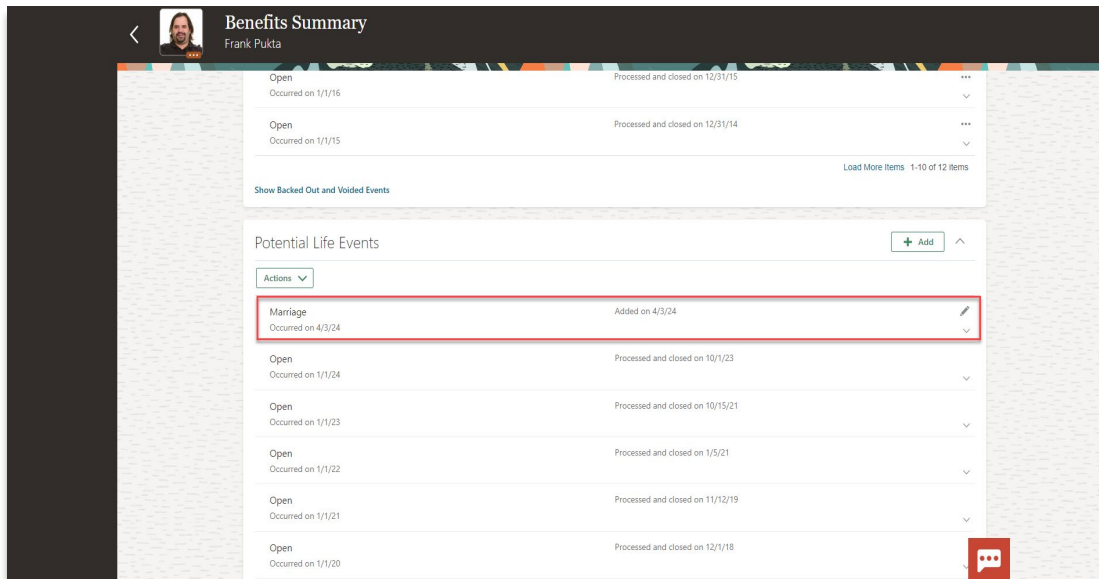 Benefits Summary
Frank Pukta
Open
Processed and closed on 12/31/15
Occurred on 1/1/16
Open
Processed and closed on 12/31/14
Occurred on 1/1/15
Load More Items 1-10 of 12 items
Show Backed Out and Voided Events
Potential Life Events
+ Add
Actions
Marriage
Added on 4/3/24
Occurred on 4/3/24
Open
Processed and closed on 10/1/23
Occurred on 1/1/24
Open
Processed and closed on 10/15/21
Occurred on 1/1/23
Open
Processed and closed on 1/5/21
Occurred on 1/1/22
Open
Processed and closed on 11/12/19
Occurred on 1/1/21
Open
Processed and closed on 12/1/18
Occurred on 1/1/20